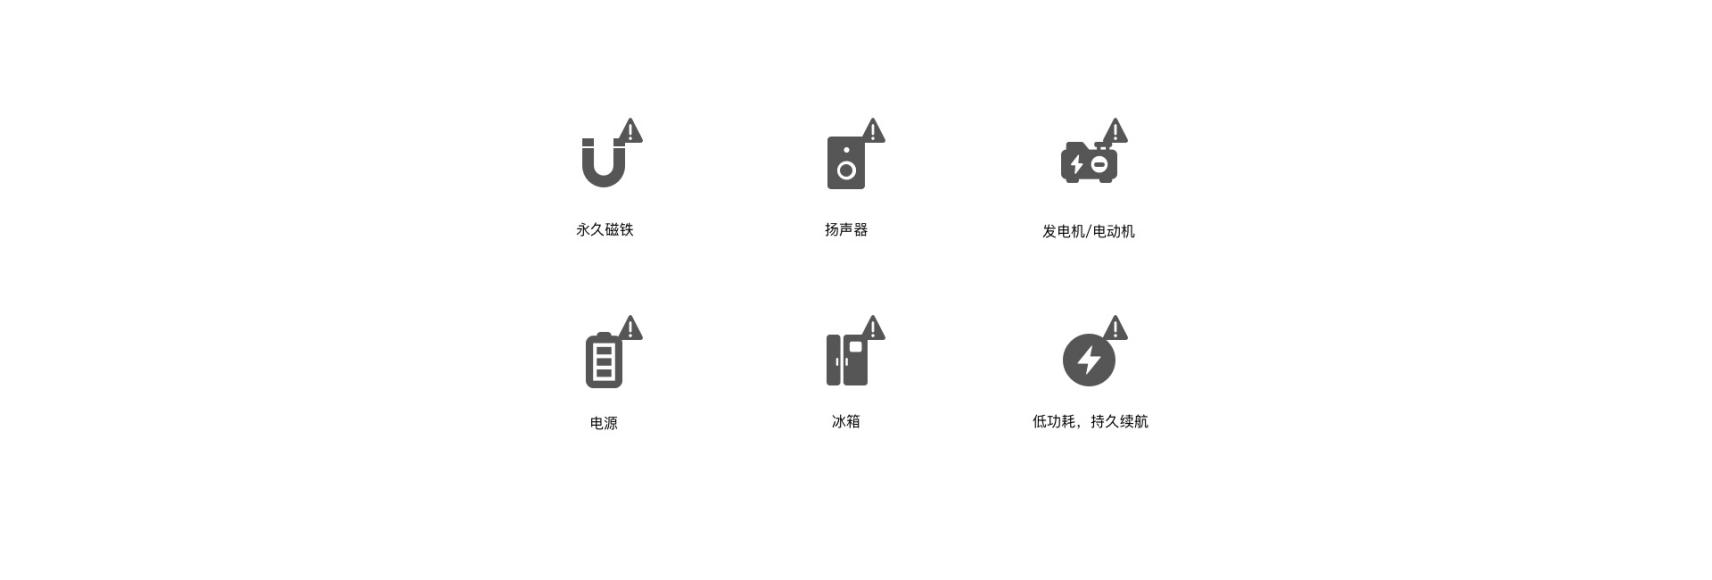 永久磁铁
扬声器
发电机/电动机
电源
冰箱
低功耗，持久续航